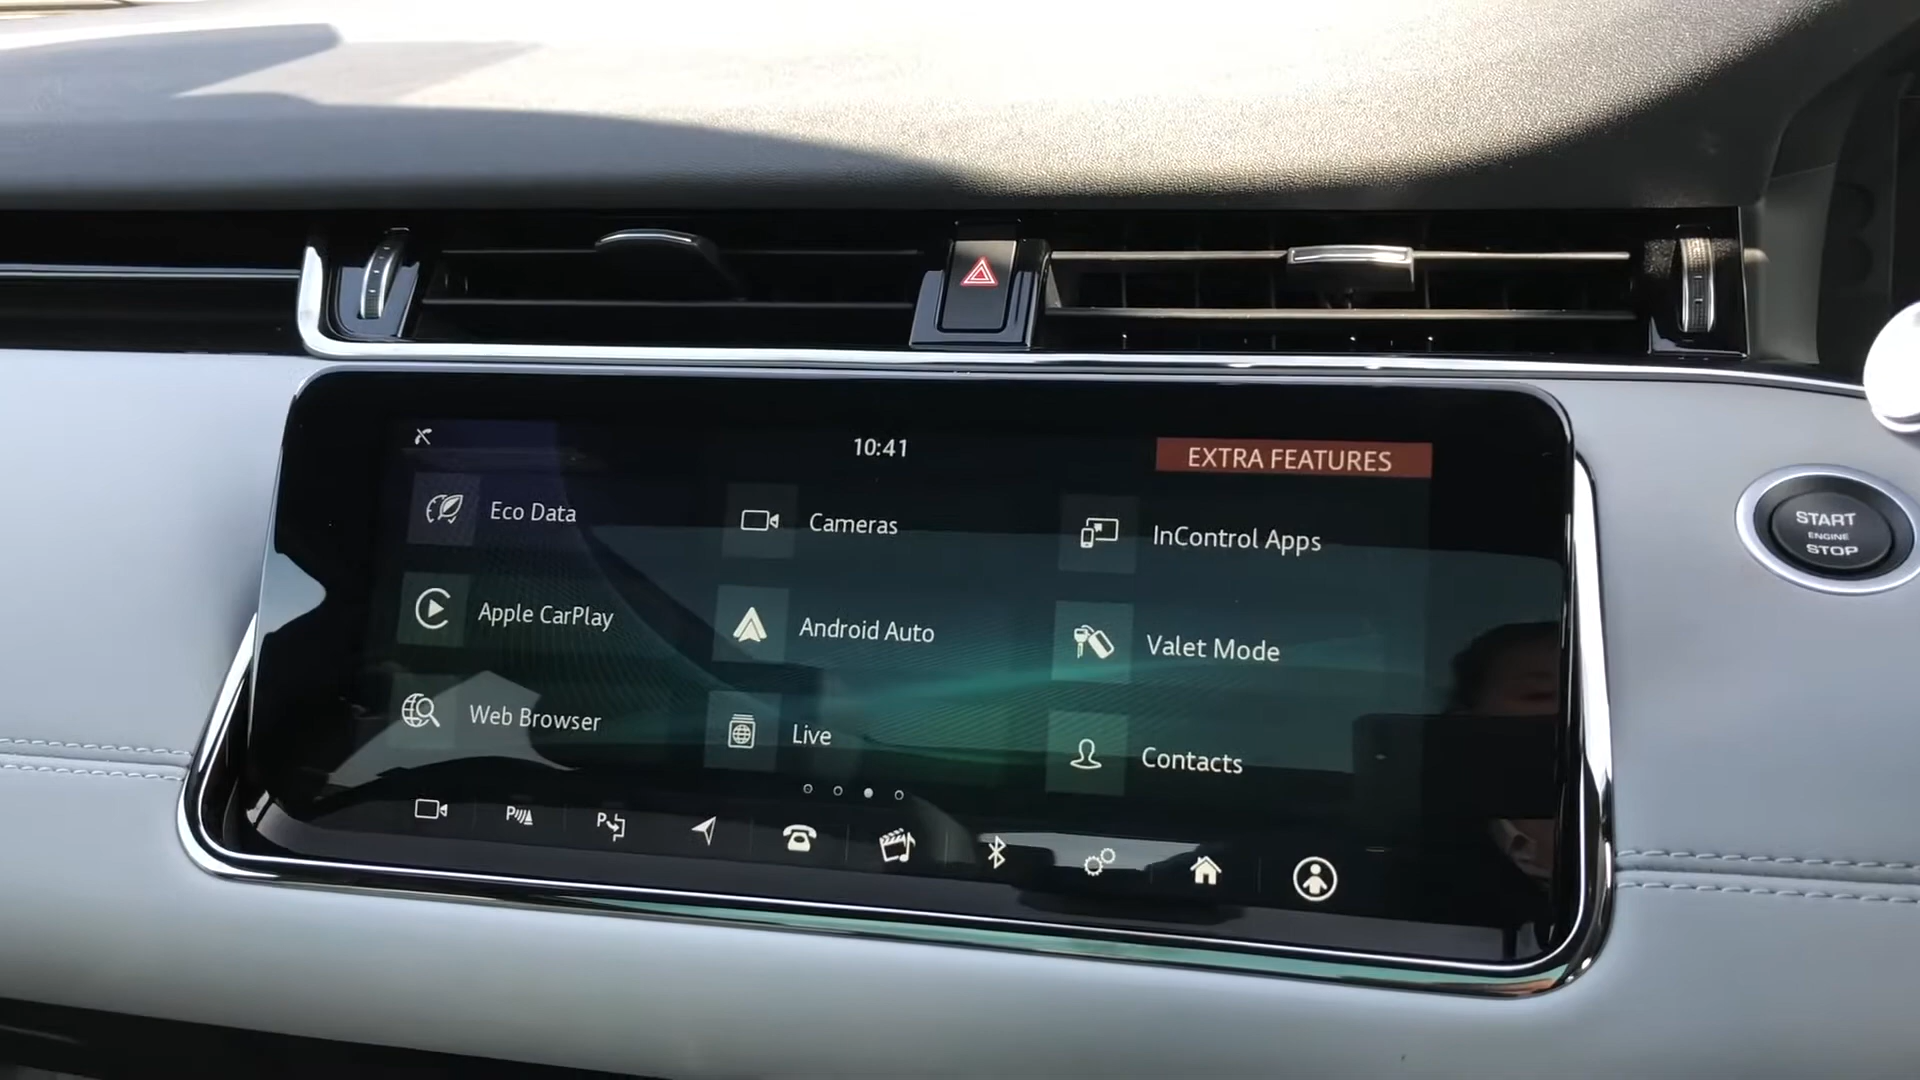 10:41
EXTRA FEATURES
Eco Data
Cameras
InControl Apps
Apple CarPlay
Android Auto
Valet Mode
Web Browser
Live
Contacts
P
P
START
ENGINE
STOP